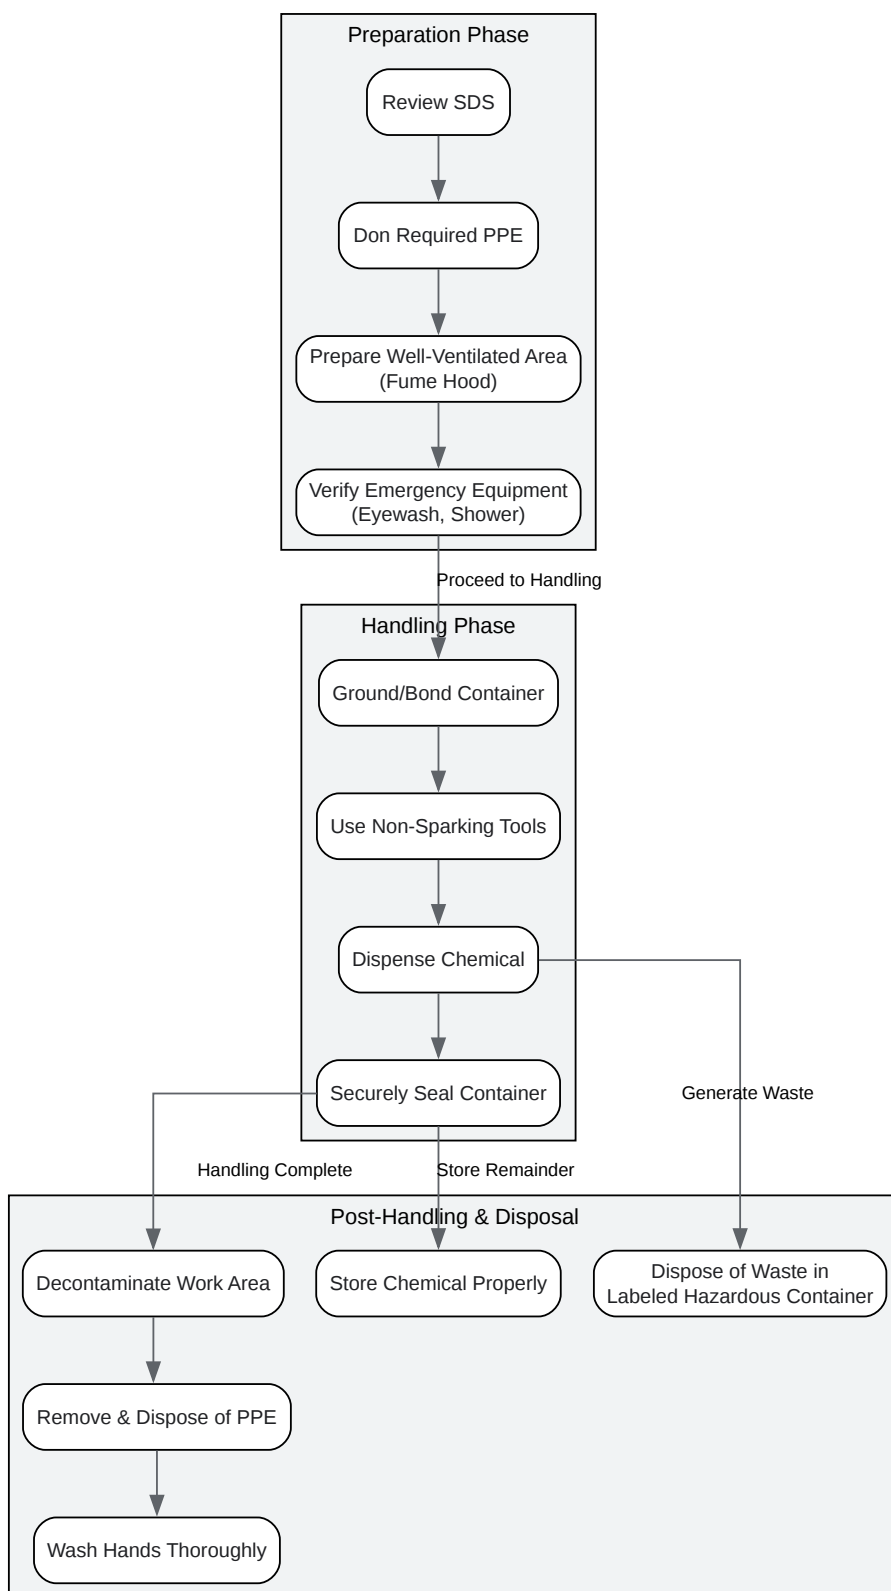 Preparation Phase
Review SDS
Don Required PPE
Prepare Well-Ventilated Area
(Fume Hood)
Verify Emergency Equipment
(Eyewash, Shower)
Proceed to Handling
Handling Phase
Ground/Bond Container
Use Non-Sparking Tools
Dispense Chemical
Securely Seal Container
Generate Waste
Handling Complete
Store Remainder
Post-Handling & Disposal
Decontaminate Work Area
Store Chemical Properly
Dispose of Waste in
Labeled Hazardous Container
Remove & Dispose of PPE
Wash Hands Thoroughly